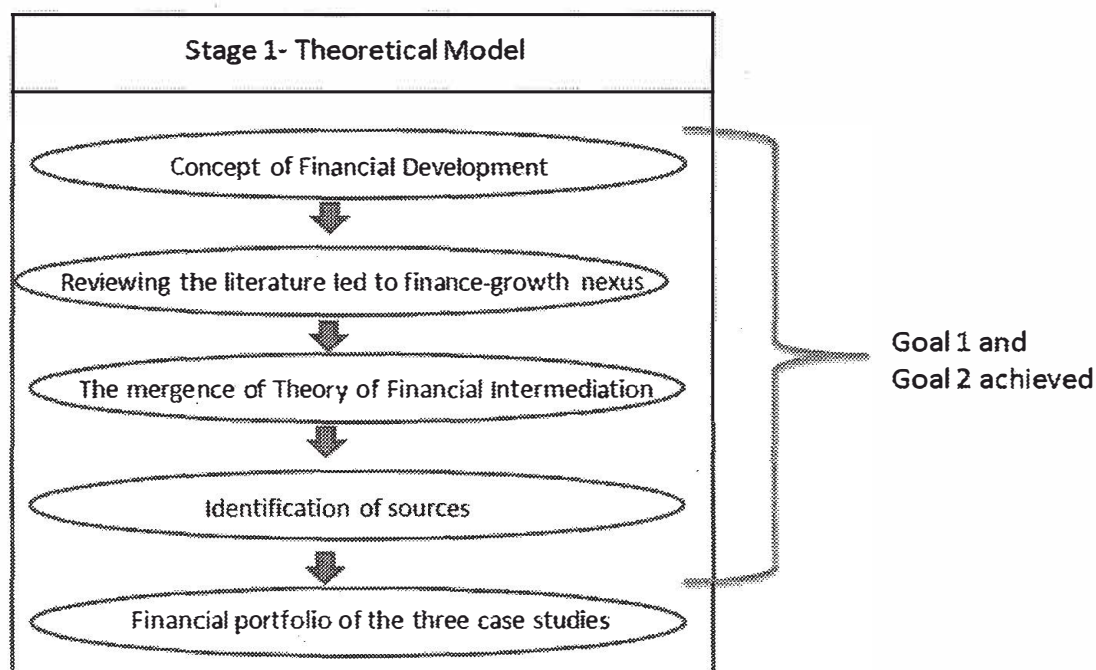 Stage 1- Theoretical Model
Concept of Financial Development
Reviewing the literature led to finance-growth nexus
The mergence of Theory of Financial Intermediation
Identification of sources
Financial portfolio of the three case studies
Goal 1 and
Goal 2 achieved